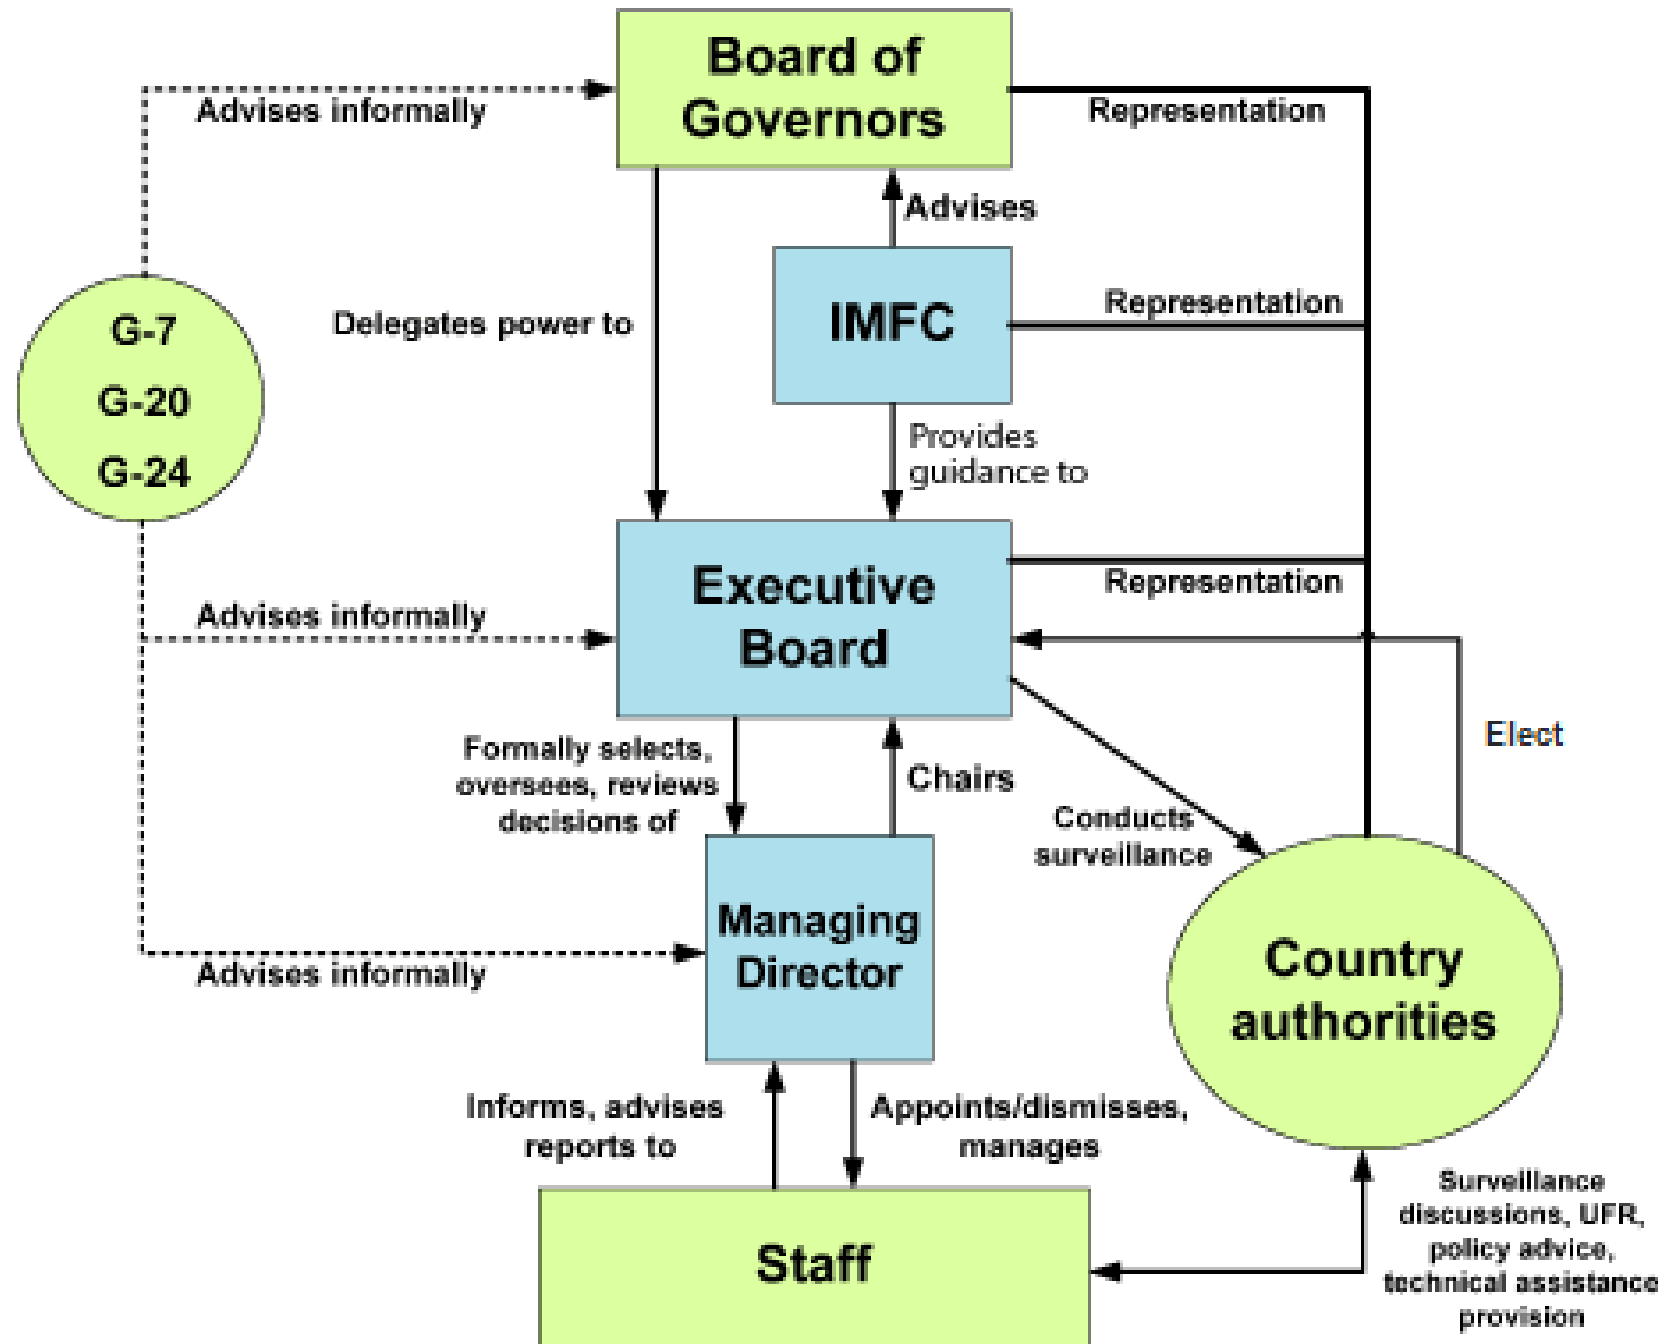 Board of
Governors
Advises informally
Representation
Advises
G-7
G-20
G-24
Delegates power to
IMFC
Representation
Provides
guidance to
Executive
Board
Representation
Advises informally
Elect
Formally selects,
oversees, reviews
decisions of
Chairs
Conducts
surveillance
Managing
Director
Advises informally
Country
authorities
Informs, advises
reports to
Appoints/dismisses,
manages
Staff
Surveillance
discussions, UFR,
policy advice,
technical assistance
provision